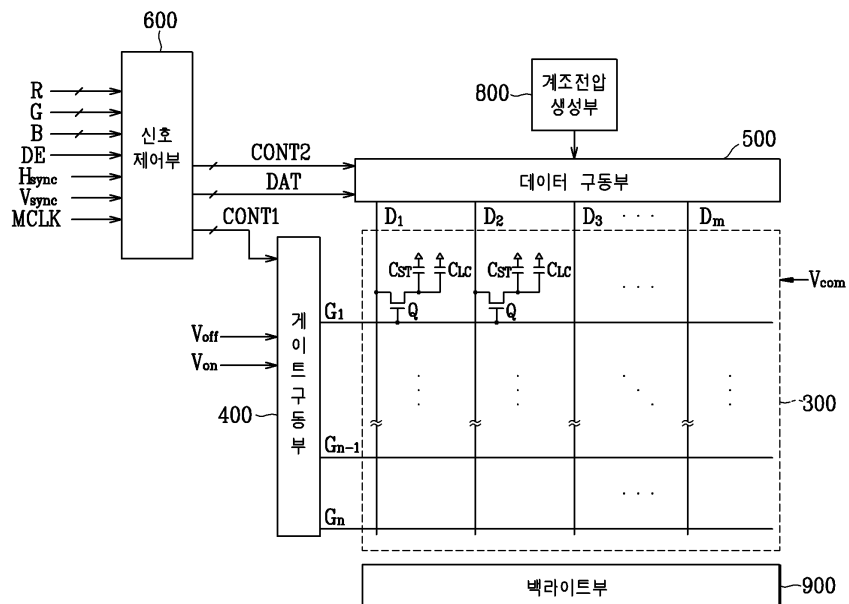 600
R
G
B
DE
Hsync
Vsync
MCLK
신호
제어부
CONT2
DAT
CONT1
800
계조전압
생성부
500
데이터 구동부
D1
D2
D3
. . .
Dm
CST
CLC
Q
CST
CLC
Q
. . .
Vcom
G1
Voff
Von
400
게이트구동부
300
Gn-1
Gn
. . .
백라이트부
900